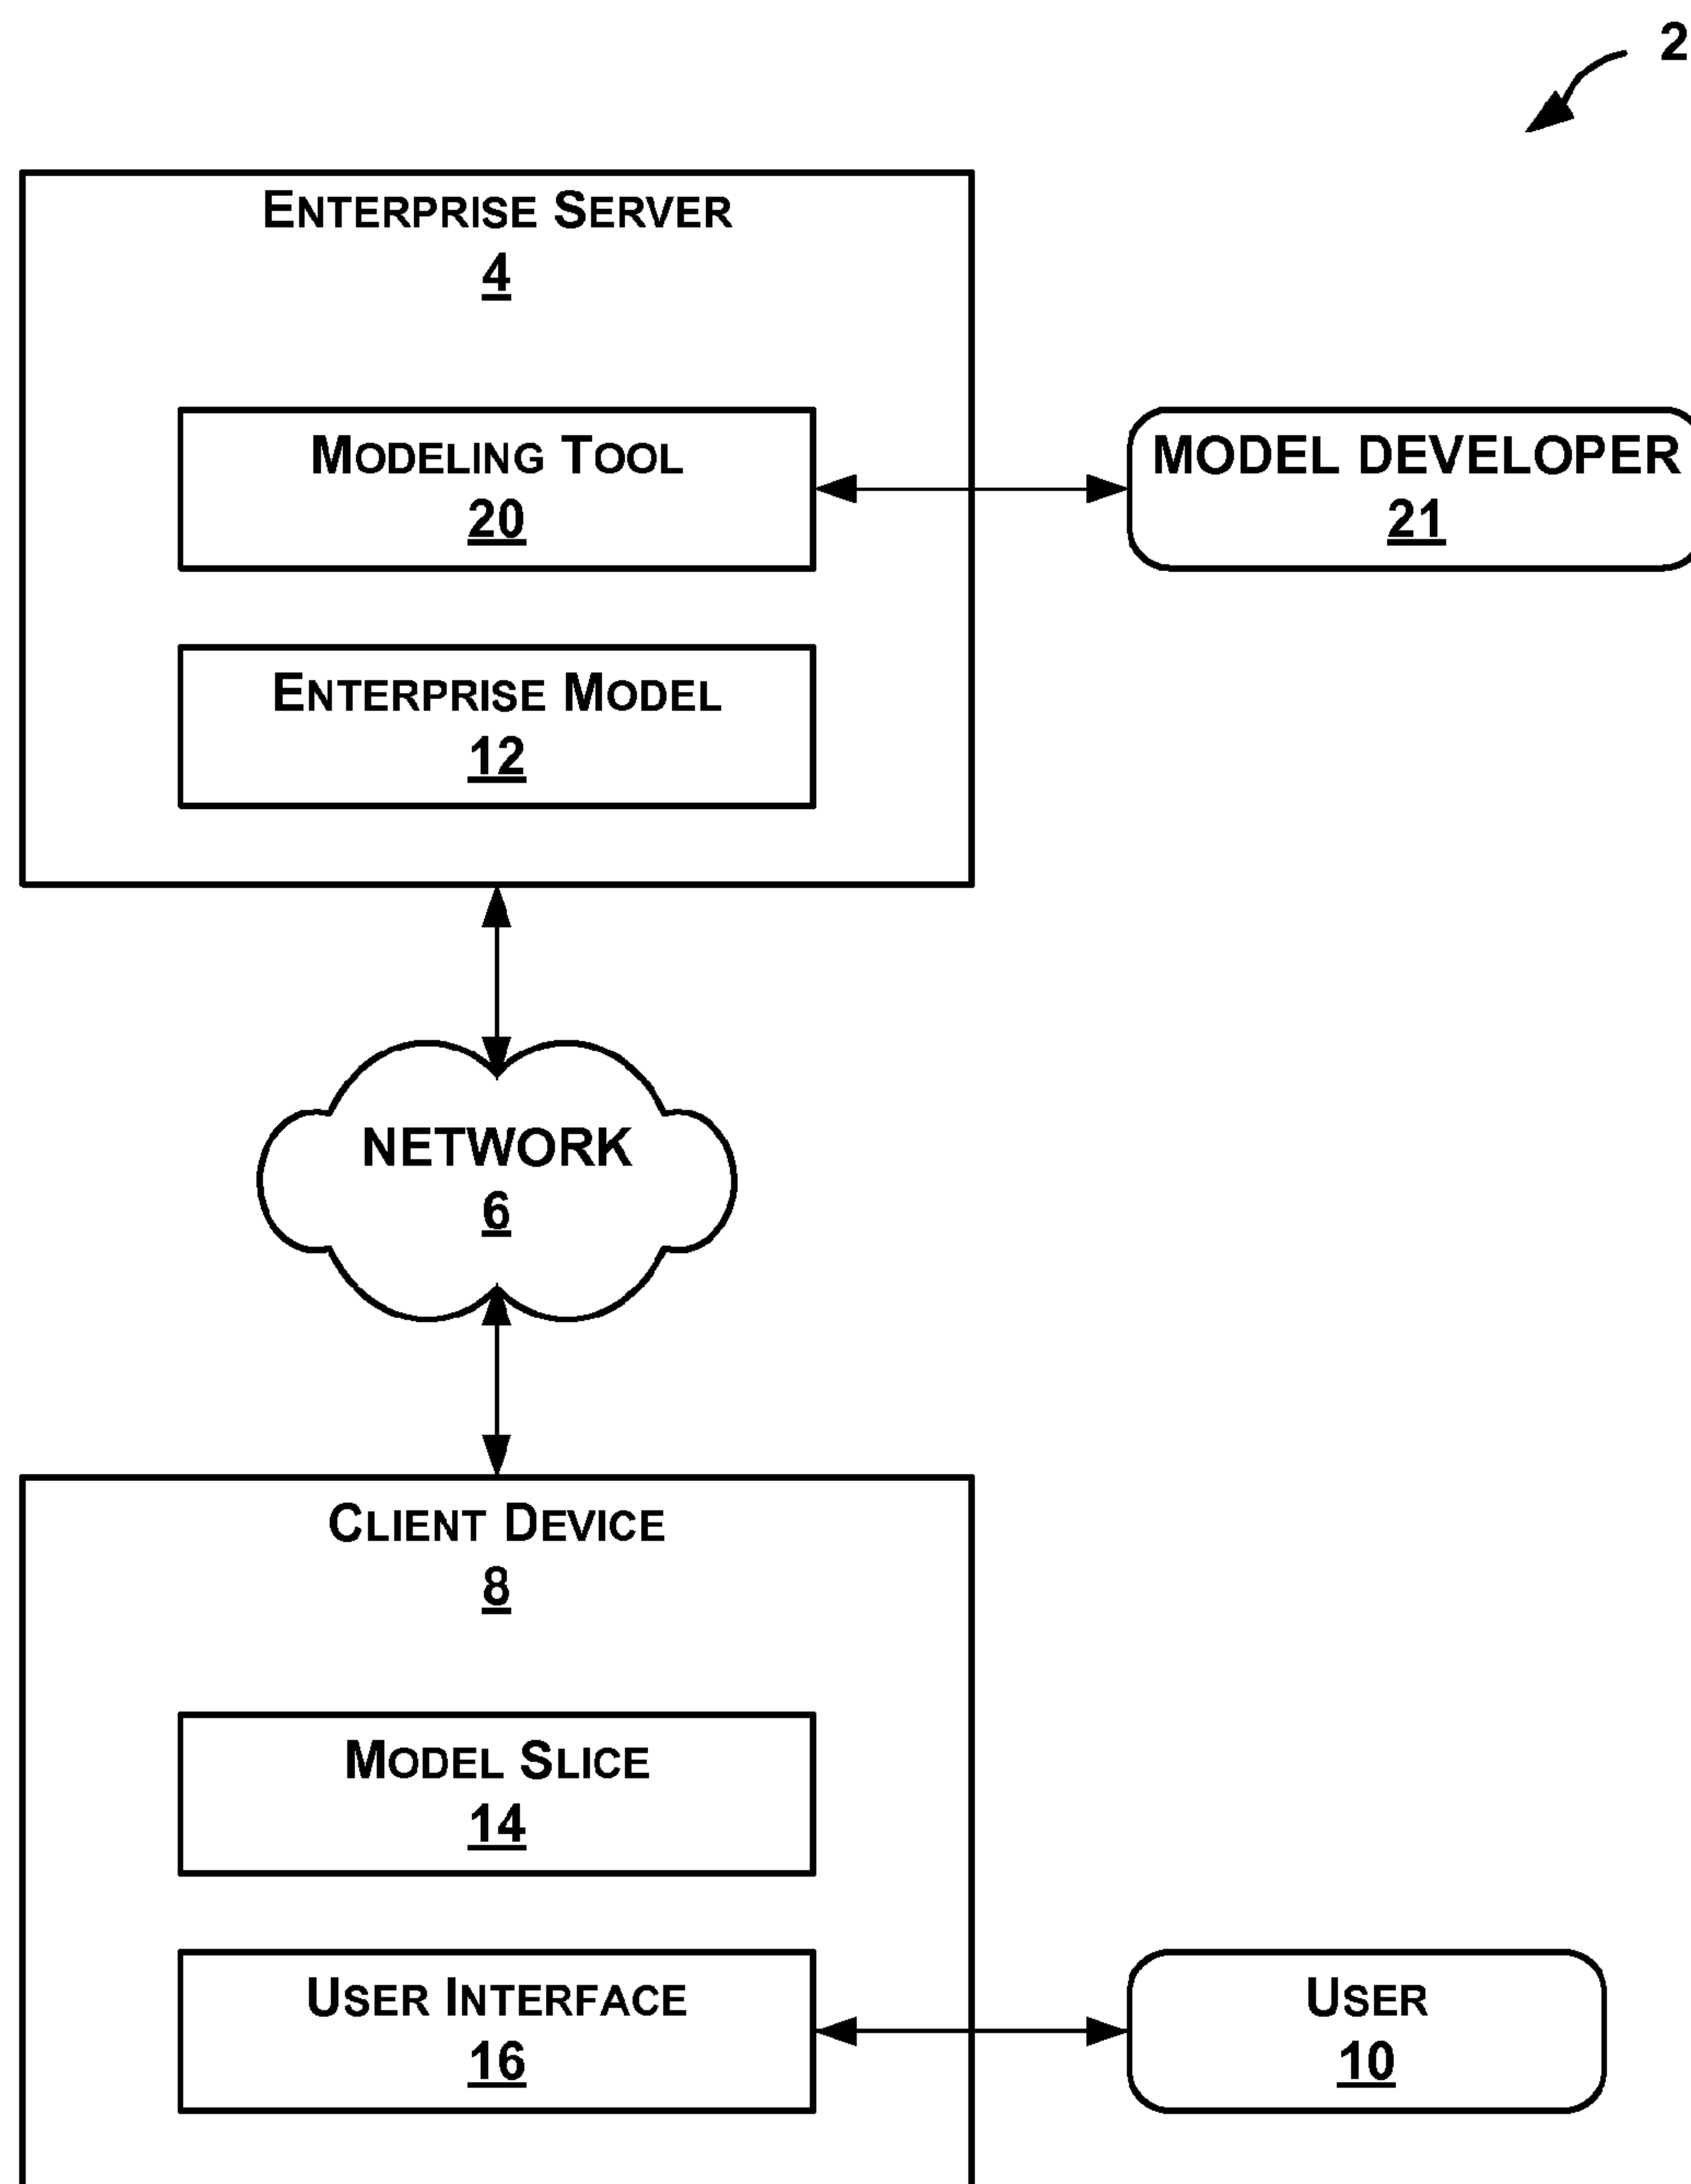 2
ENTERPRISE SERVER
4
MODELING TOOL
20
MODEL DEVELOPER
21
ENTERPRISE MODEL
12
NETWORK
6
CLIENT DEVICE
8
MODEL SLICE
14
USER INTERFACE
16
USER
10